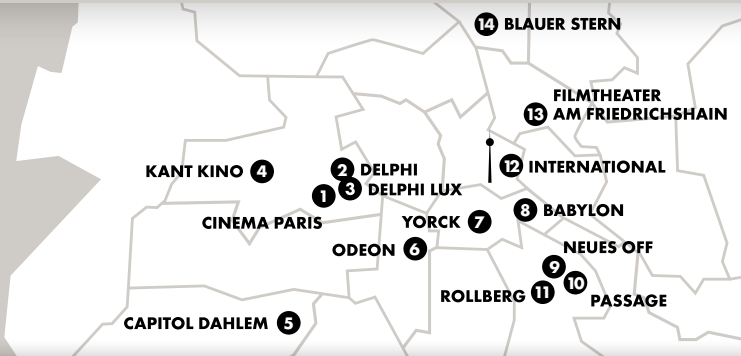 14 BLAUER STERN
FILMTHEATER
13 AM FRIEDRICHSHAIN
KANT KINO 4
2 DELPHI
12 INTERNATIONAL
3 DELPHI LUX
1
CINEMA PARIS
8 BABYLON
YORCK 7
ODEON 6
NEUES OFF
9
10
ROLLBERG 11
PASSAGE
CAPITOL DAHLEM 5